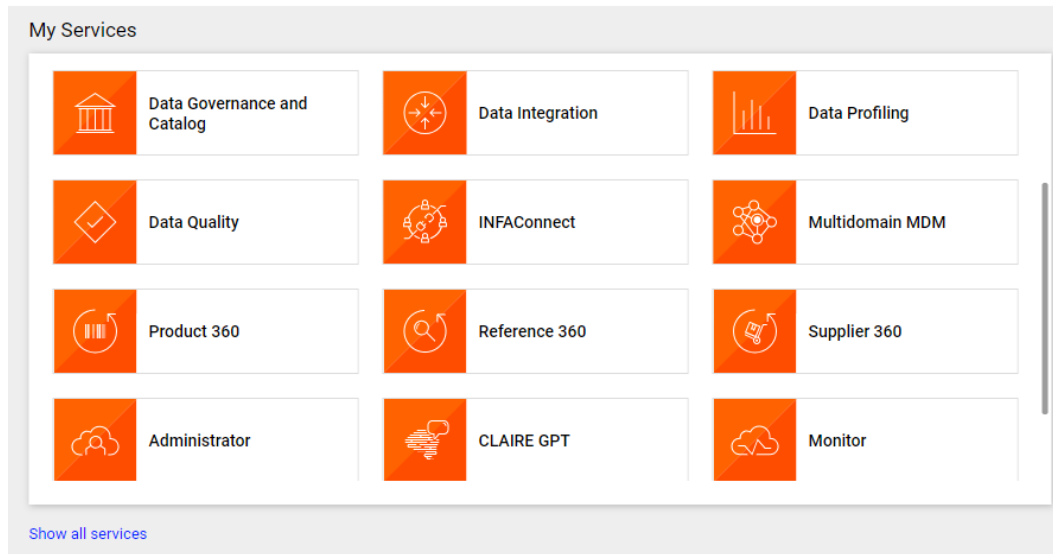 My Services
Data Governance and
Catalog
Data Integration
Data Profiling
Data Quality
INFAConnect
Multidomain MDM
Product 360
Reference 360
Supplier 360
Administrator
CLAIRE GPT
Monitor
Show all services